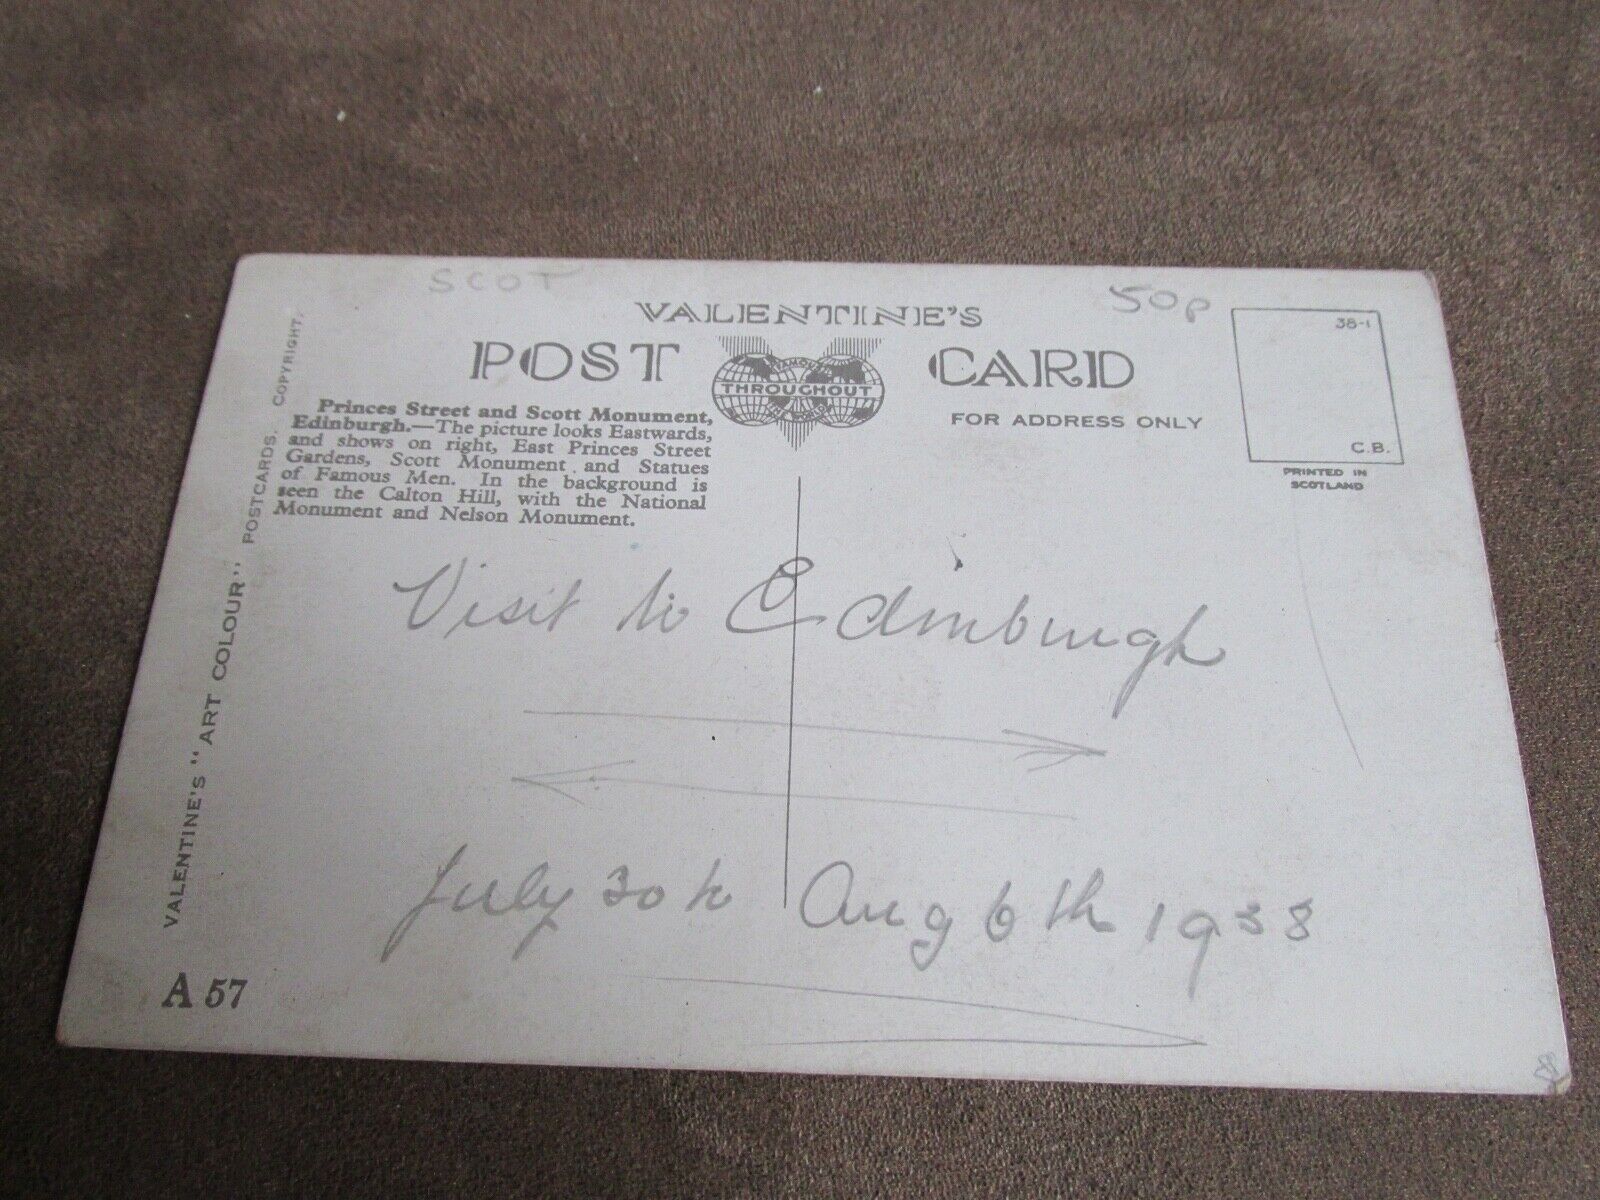 SCOT
50p
VALENTINE'S
POST CARD
THROUGHOUT
THE WORLD
FOR ADDRESS ONLY
38-1
C.B.
PRINTED IN
SCOTLAND
Princes Street and Scott Monument,
Edinburgh.—The picture looks Eastwards,
and shows on right, East Princes Street
Gardens, Scott Monument and Statues
of Famous Men. In the background is
seen the Calton Hill, with the National
Monument and Nelson Monument.
VALENTINE'S "ART COLOUR" POSTCARDS. COPYRIGHT.
Visit to Edinburgh
July 30th Aug 6th 1938
A 57